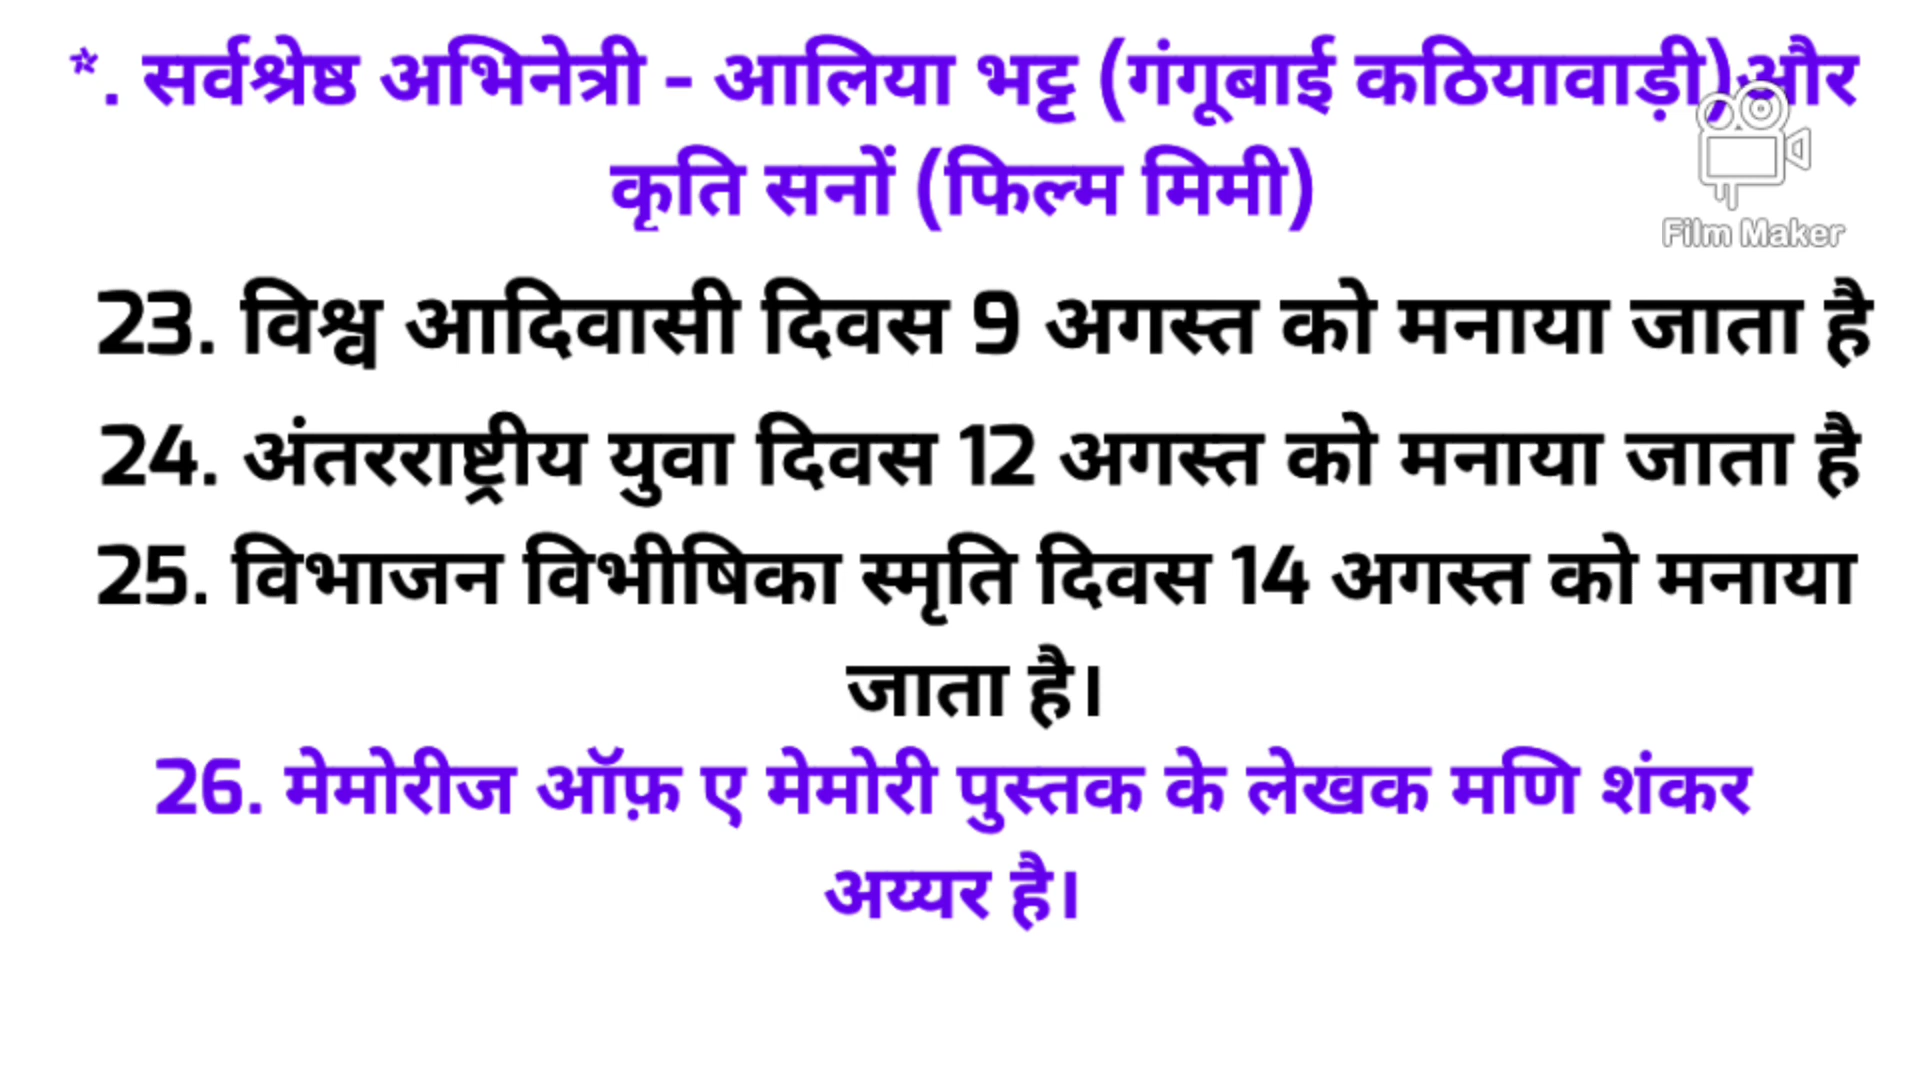 *. सर्वश्रेष्ठ अभिनेत्री - आलिया भट्ट (गंगूबाई कठियावाड़ी)और
कृति सनों (फिल्म मिमी)
Film Maker
23. विश्व आदिवासी दिवस 9 अगस्त को मनाया जाता है
24. अंतरराष्ट्रीय युवा दिवस 12 अगस्त को मनाया जाता है
25. विभाजन विभीषिका स्मृति दिवस 14 अगस्त को मनाया
जाता है।
26. मेमोरीज ऑफ़ ए मेमोरी पुस्तक के लेखक मणि शंकर
अय्यर है।